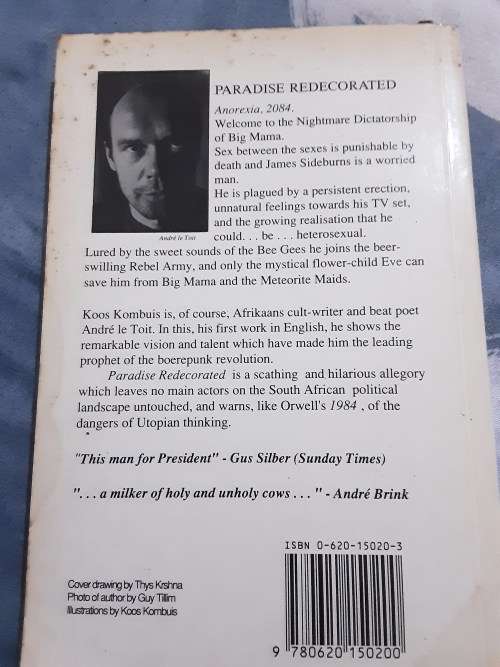 PARADISE REDECORATED
Anorexia, 2084.
Welcome to the Nightmare Dictatorship
of Big Mama.
Sex between the sexes is punishable by
death and James Sideburns is a worried
man.
He is plagued by a persistent erection,
unnatural feelings towards his TV set,
and the growing realisation that he
could. . . be . . . heterosexual.
André le Toit
Lured by the sweet sounds of the Bee Gees he joins the beer-
swilling Rebel Army, and only the mystical flower-child Eve can
save him from Big Mama and the Meteorite Maids.
Koos Kombuis is, of course, Afrikaans cult-writer and beat poet
André le Toit. In this, his first work in English, he shows the
remarkable vision and talent which have made him the leading
prophet of the boerepunk revolution.
Paradise Redecorated is a scathing and hilarious allegory
which leaves no main actors on the South African political
landscape untouched, and warns, like Orwell's 1984 , of the
dangers of Utopian thinking.
"This man for President" - Gus Silber (Sunday Times)
". . . a milker of holy and unholy cows . . . " - André Brink
ISBN 0-620-15020-3
Cover drawing by Thys Krshna
Photo of author by Guy Tillim
Illustrations by Koos Kombuis
9 780620 150200